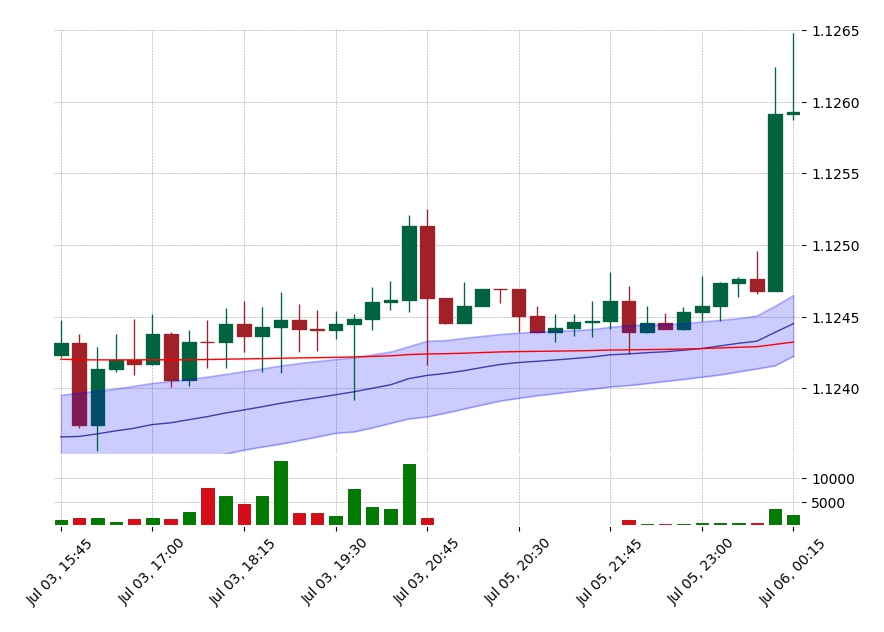 1.1265
1.1260
1.1255
1.1250
1.1245
1.1240
10000
5000
Jul 03, 15:45
Jul 03, 17:00
Jul 03, 18:15
Jul 03, 19:30
Jul 03, 20:45
Jul 05, 20:30
Jul 05, 21:45
Jul 05, 23:00
Jul 06, 00:15